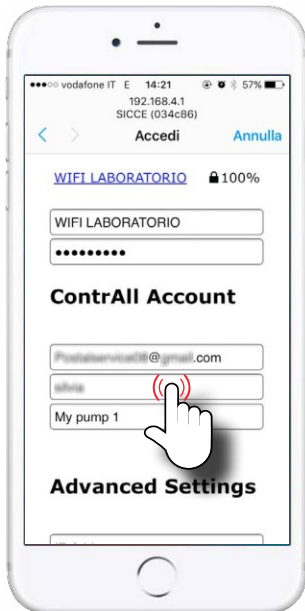 vodafone IT E 14:21 57%
192.168.4.1
SICCE (034c86)
Accedi Annulla
WIFI LABORATORIO 100%
WIFI LABORATORIO
•••••••••
ContrAll Account
@ .com
My pump 1
Advanced Settings